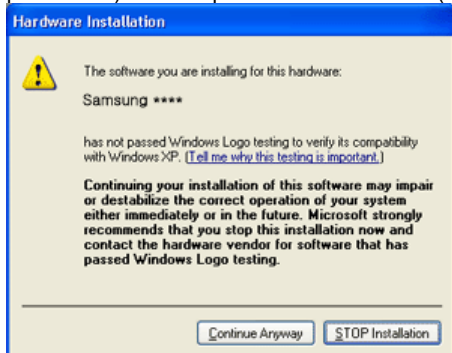 Hardware Installation
The software you are installing for this hardware:
Samsung ****
has not passed Windows Logo testing to verify its compatibility
with Windows XP. (Tell me why this testing is important.)
Continuing your installation of this software may impair
or destabilize the correct operation of your system
either immediately or in the future. Microsoft strongly
recommends that you stop this installation now and
contact the hardware vendor for software that has
passed Windows Logo testing.
Continue Anyway
STOP Installation